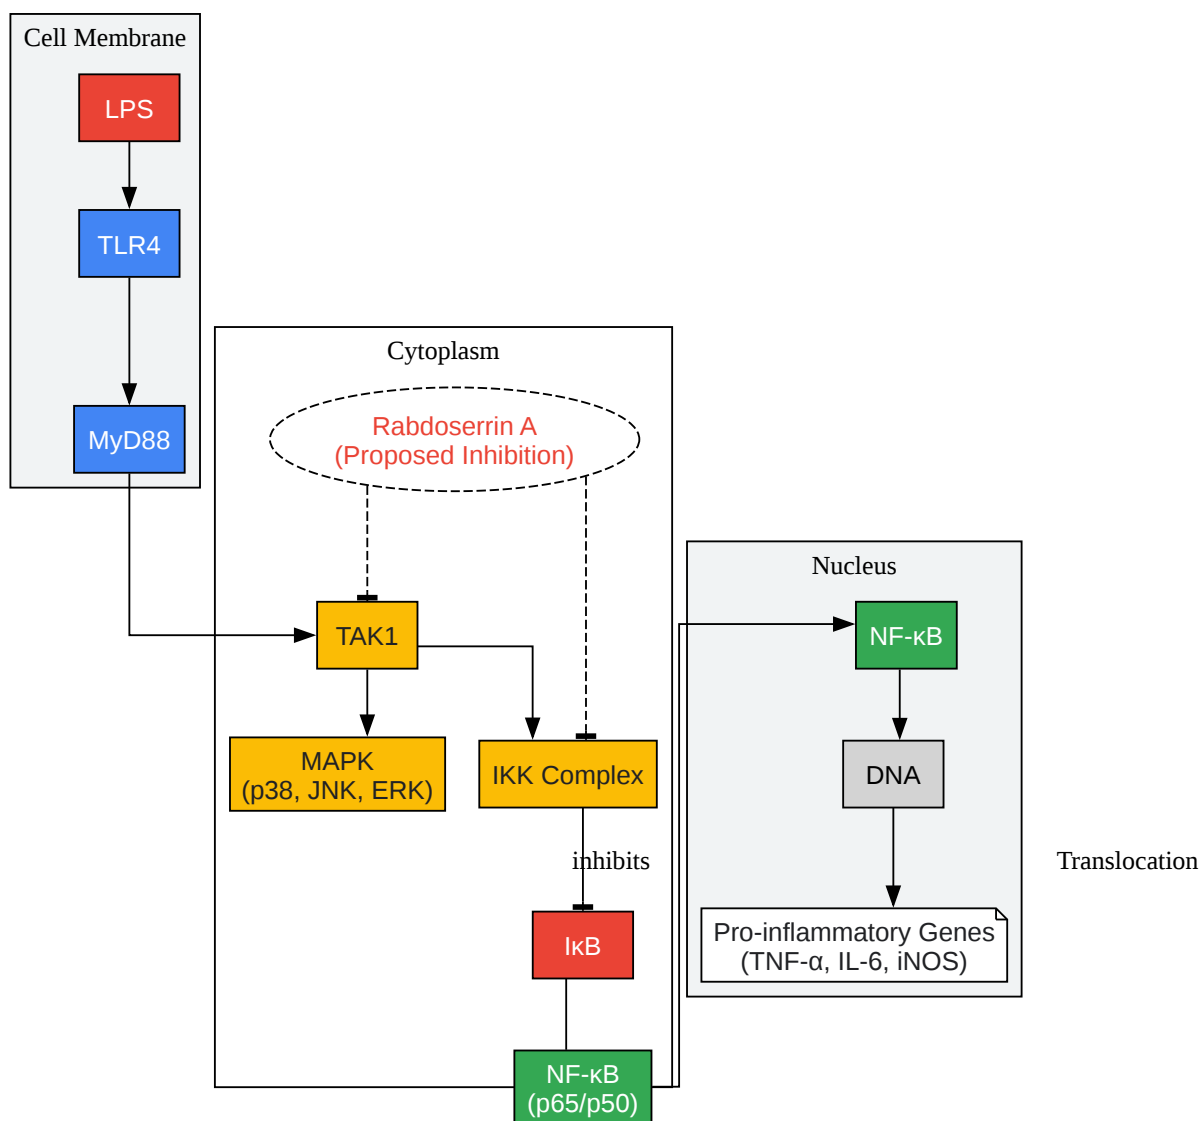 Cell Membrane
LPS
TLR4
MyD88
Cytoplasm
Rabdoserrin A
(Proposed Inhibition)
TAK1
MAPK
(p38, JNK, ERK)
IKK Complex
inhibits
IκB
NF-κB
(p65/p50)
Nucleus
NF-κB
DNA
Pro-inflammatory Genes
(TNF-α, IL-6, iNOS)
Translocation